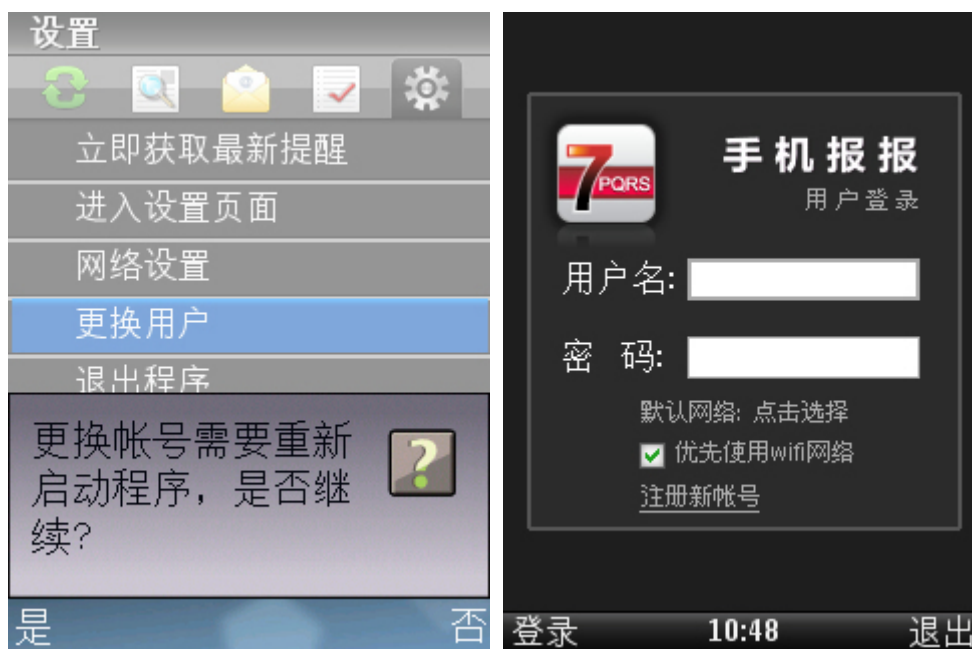 设置
立即获取最新提醒
进入设置页面
网络设置
更换用户
退出程序
更换帐号需要重新
启动程序，是否继
续?
是 否
7 PQRS
手机报报
用户登录
用户名:
密 码:
默认网络: 点击选择
优先使用wifi网络
注册新帐号
登录 10:48 退出